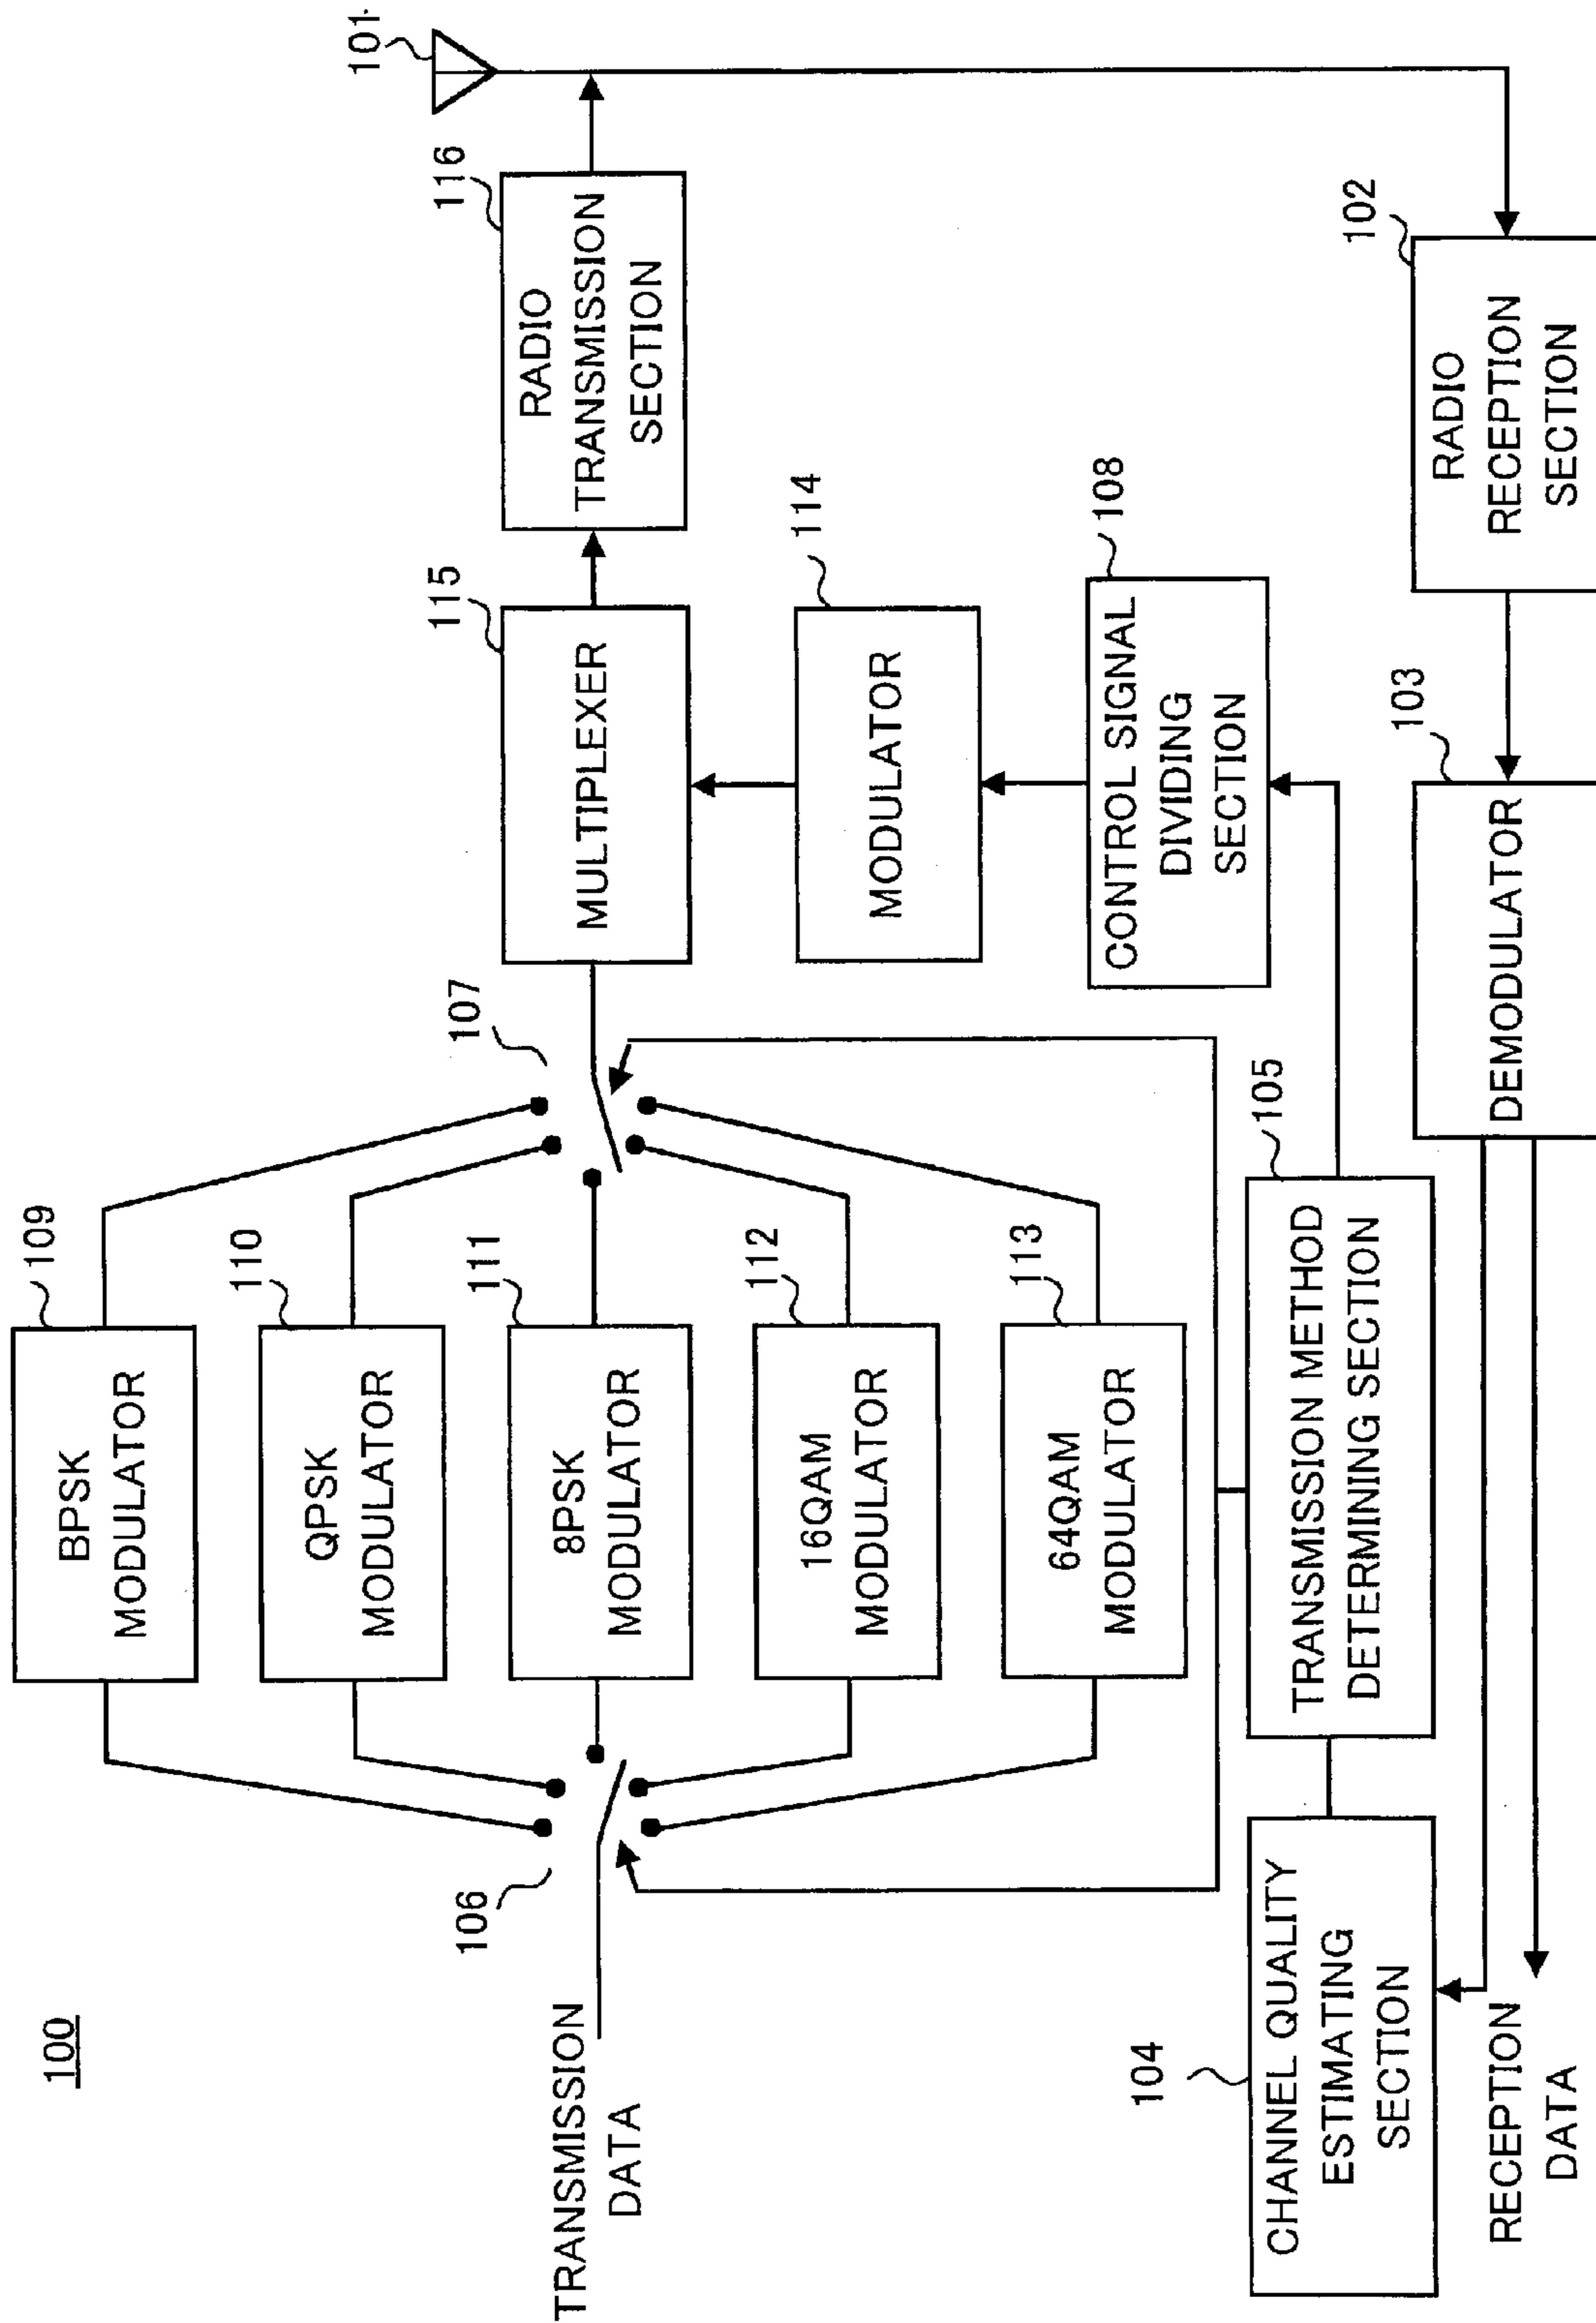 100
TRANSMISSION
DATA
106
BPSK
MODULATOR
109
QPSK
MODULATOR
110
8PSK
MODULATOR
111
16QAM
MODULATOR
112
64QAM
MODULATOR
113
107
MULTIPLEXER
115
RADIO
TRANSMISSION
SECTION
116
101
MODULATOR
114
CONTROL SIGNAL
DIVIDING
SECTION
108
104
CHANNEL QUALITY
ESTIMATING
SECTION
TRANSMISSION METHOD
DETERMINING SECTION
105
RECEPTION
DATA
DEMODULATOR
103
RADIO
RECEPTION
SECTION
102